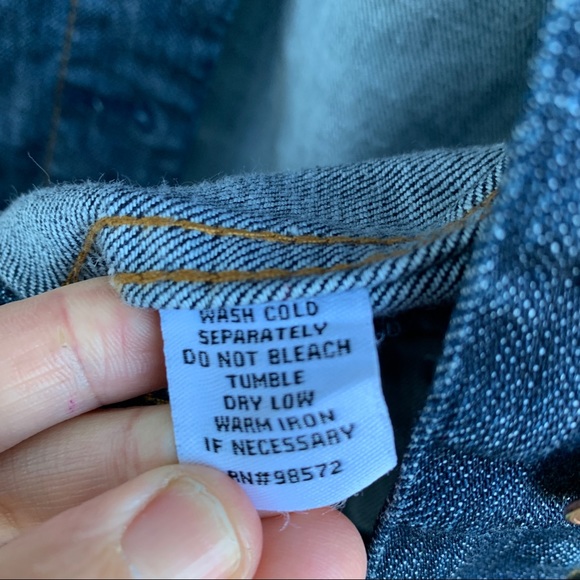 WASH COLD
SEPARATELY
DO NOT BLEACH
TUMBLE
DRY LOW
WARM IRON
IF NECESSARY
RN#98572